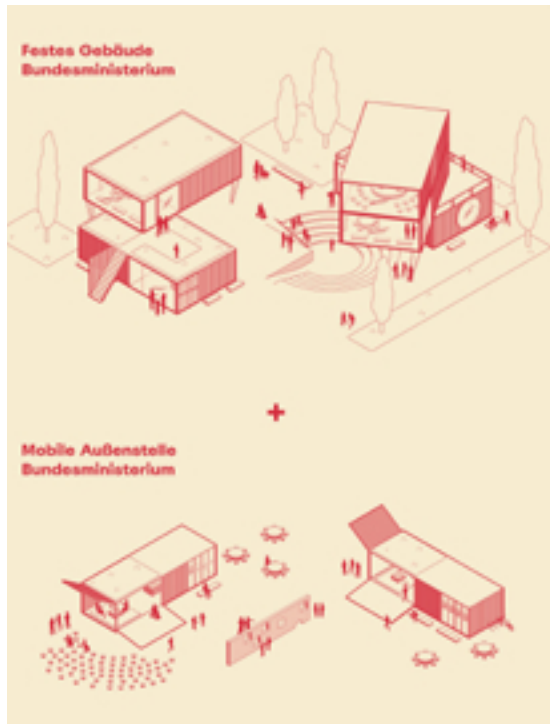 Festes Gebäude
Bundesministerium
+
Mobile Außenstelle
Bundesministerium